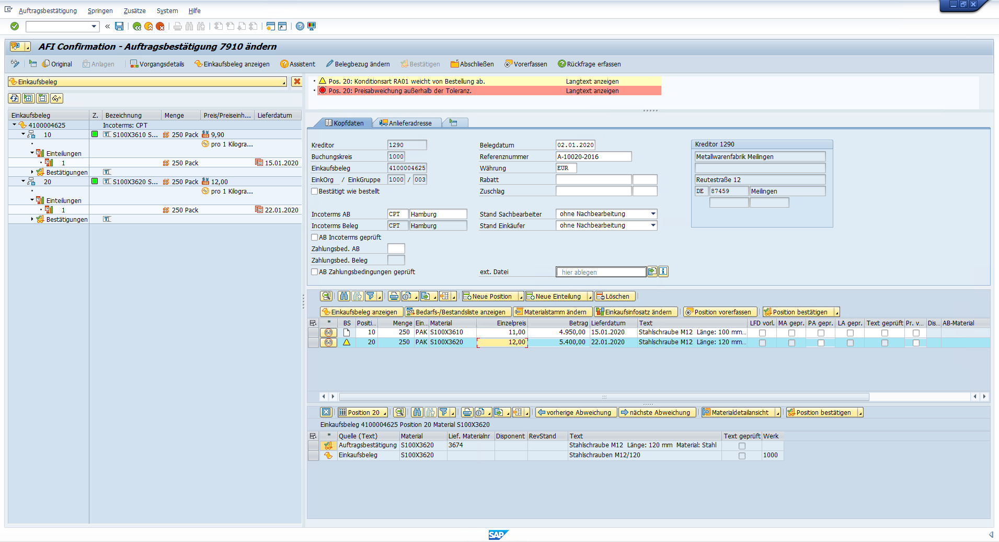 Auftragsbestätigung Springen Zusätze System Hilfe
AFI Confirmation - Auftragsbestätigung 7910 ändern
Original Anlagen Vorgangsdetails Einkaufsbeleg anzeigen Assistent Belegbezug ändern Bestätigen Abschließen Vorerfassen Rückfrage erfassen
Einkaufsbeleg
Einkaufsbeleg Z. Bezeichnung Menge Preis/Preiseinh... Lieferdatum
4100004625 Incoterms: CPT
10 S100X3610 S... 250 Pack 9,90
pro 1 Kilogra...
Einteilungen
1 250 Pack 15.01.2020
Bestätigungen
20 S100X3620 S... 250 Pack 12,00
pro 1 Kilogra...
Einteilungen
1 250 Pack 22.01.2020
Bestätigungen
Pos. 20: Konditionsart RA01 weicht von Bestellung ab. Langtext anzeigen
Pos. 20: Preisabweichung außerhalb der Toleranz. Langtext anzeigen
Kopfdaten Anlieferadresse
Kreditor 1290 Belegdatum 02.01.2020 Kreditor 1290
Buchungskreis 1000 Referenznummer A-10020-2016 Metallwarenfabrik Meilingen
Einkaufsbeleg 4100004625 Währung EUR
EinkOrg / EinkGruppe 1000 / 003 Rabatt Reutestraße 12
Bestätigt wie bestellt Zuschlag DE 87459 Meilingen
Incoterms AB CPT Hamburg Stand Sachbearbeiter ohne Nachbearbeitung
Incoterms Beleg CPT Hamburg Stand Einkäufer ohne Nachbearbeitung
AB Incoterms geprüft
Zahlungsbed. AB
Zahlungsbed. Beleg
AB Zahlungsbedingungen geprüft ext. Datei hier ablegen
Neue Position Neue Einteilung Löschen
Einkaufsbeleg anzeigen Bedarfs-/Bestandsliste anzeigen Materialstamm ändern Einkaufsinfosatz ändern Position vorerfassen Position bestätigen
* BS Positi... Menge Ein... Material Einzelpreis Betrag Lieferdatum Text LFD vorl. MA gepr. PA gepr. LA gepr. Text geprüft Pr. v... Dis... AB-Material
10 250 PAK S100X3610 11,00 4.950,00 15.01.2020 Stahlschraube M12 Länge: 100 mm...
20 250 PAK S100X3620 12,00 5.400,00 22.01.2020 Stahlschraube M12 Länge: 120 mm...
Position 20 vorherige Abweichung nächste Abweichung Materialdetailansicht Position bestätigen
Einkaufsbeleg 4100004625 Position 20 Material S100X3620
* Quelle (Text) Material Lief. Materialnr Disponent RevStand Text Text geprüft Werk
Auftragsbestätigung S100X3620 3674 Stahlschraube M12 Länge: 120 mm Material: Stahl
Einkaufsbeleg S100X3620 Stahlschrauben M12/120 1000
SAP